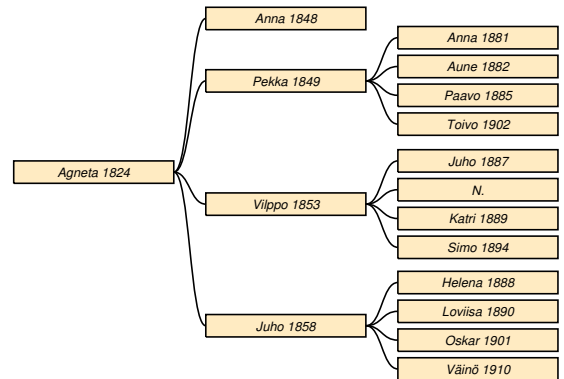 Agneta 1824
Anna 1848
Pekka 1849
Anna 1881
Aune 1882
Paavo 1885
Toivo 1902
Vilppo 1853
Juho 1887
N.
Katri 1889
Simo 1894
Juho 1858
Helena 1888
Loviisa 1890
Oskar 1901
Väinö 1910